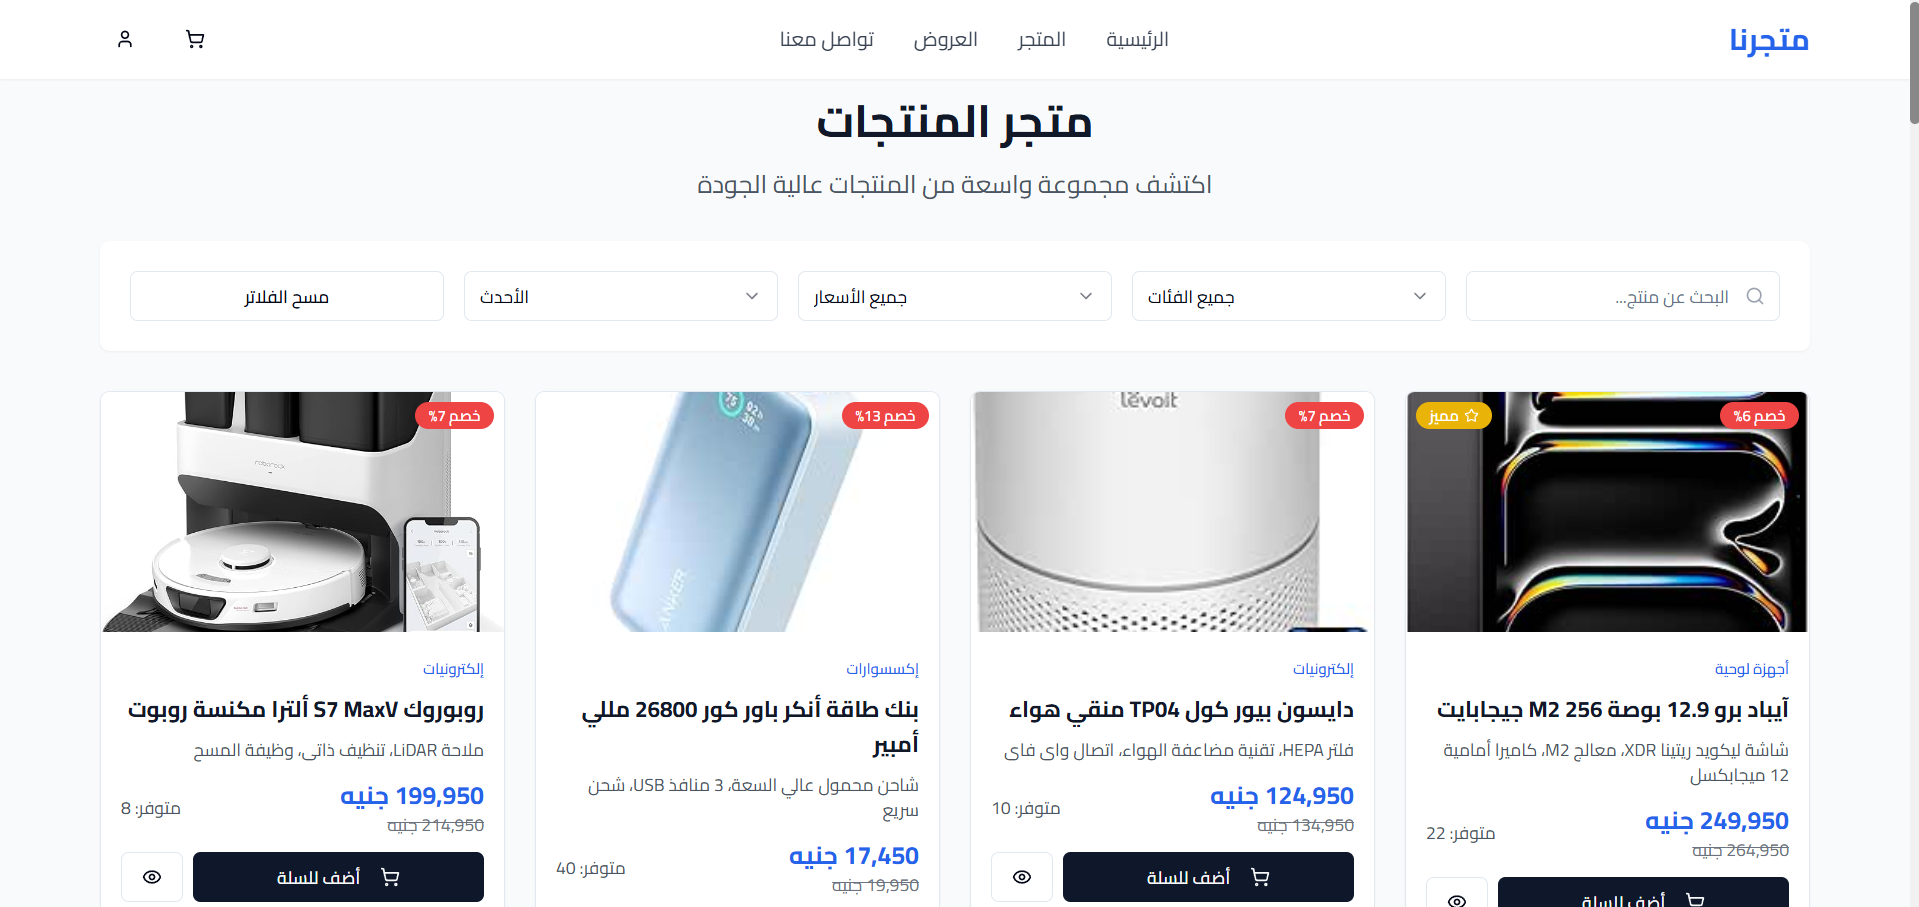 متجرنا
الرئيسية
المتجر
العروض
تواصل معنا
متجر المنتجات
اكتشف مجموعة واسعة من المنتجات عالية الجودة
البحث عن منتج...
جميع الفئات
جميع الأسعار
الأحدث
مسح الفلاتر
خصم 6%
مميز
أجهزة لوحية
آيباد برو 12.9 بوصة M2 256 جيجابايت
شاشة ليكويد ريتينا XDR، معالج M2، كاميرا أمامية
12 ميجابكسل
249,950 جنيه
264,950 جنيه
متوفر: 22
أضف للسلة
خصم 7%
levoit
إلكترونيات
دايسون بيور كول TP04 منقي هواء
فلتر HEPA، تقنية مضاعفة الهواء، اتصال واي فاي
124,950 جنيه
134,950 جنيه
متوفر: 10
أضف للسلة
خصم 13%
ANKER
إكسسوارات
بنك طاقة أنكر باور كور 26800 مللي
أمبير
شاحن محمول عالي السعة، 3 منافذ USB، شحن
سريع
17,450 جنيه
19,950 جنيه
متوفر: 40
خصم 7%
roborock
إلكترونيات
روبوروك S7 MaxV ألترا مكنسة روبوت
ملاحة LiDAR، تنظيف ذاتي، وظيفة المسح
199,950 جنيه
214,950 جنيه
متوفر: 8
أضف للسلة